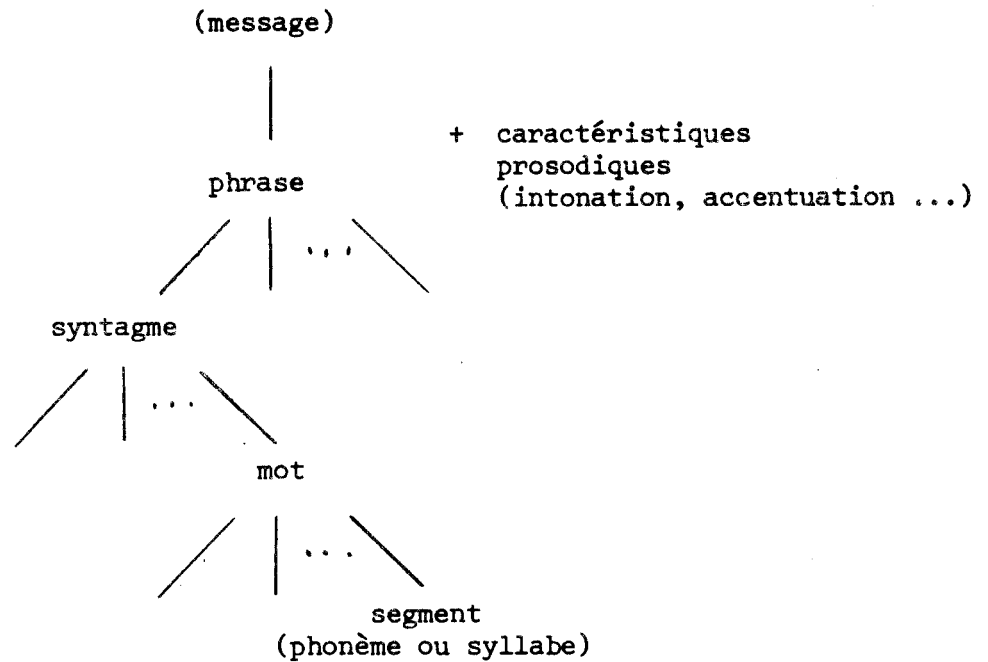 (message)
+ caractéristiques
prosodiques
(intonation, accentuation ...)
phrase
...
syntagme
...
mot
...
segment
(phonème ou syllabe)